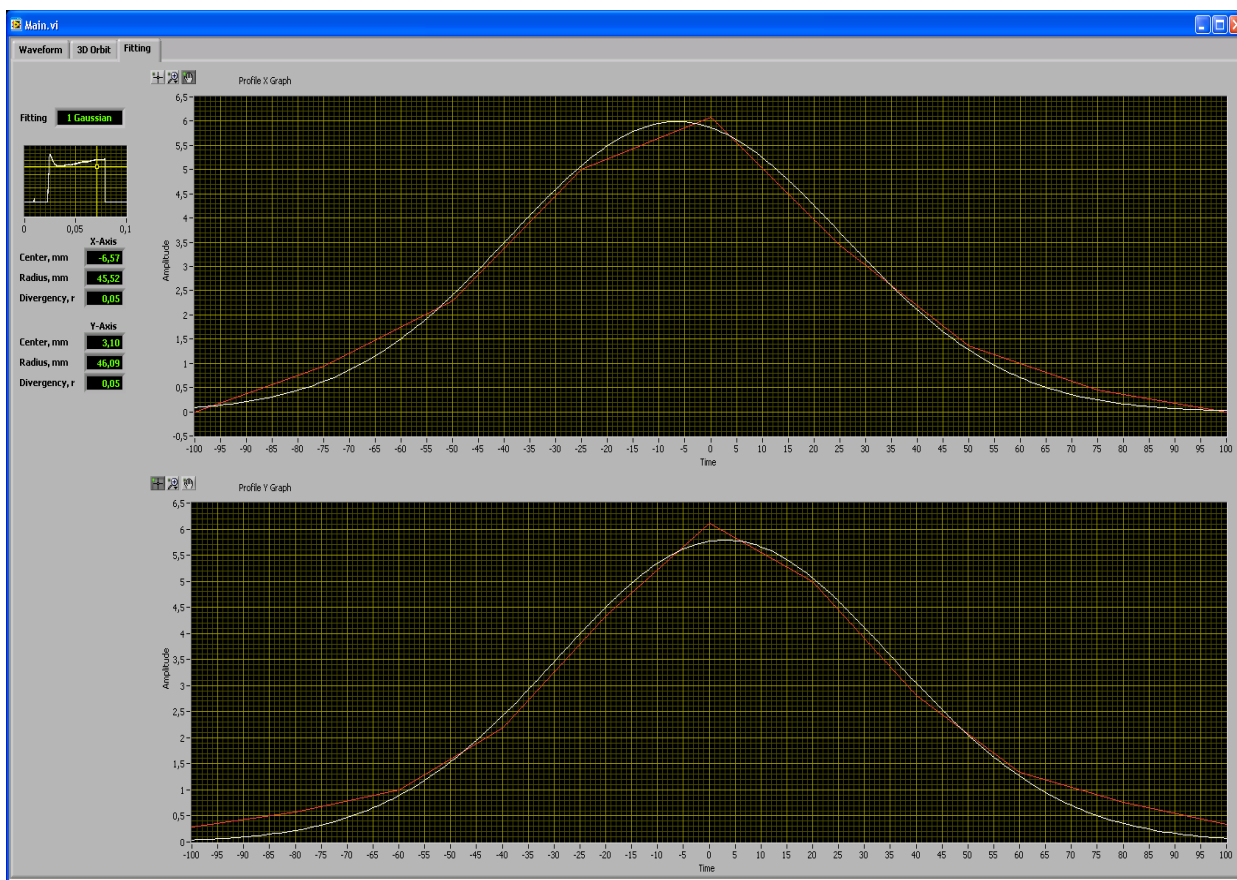 Main.vi
Waveform 3D Orbit Fitting
Profile X Graph
Fitting 1 Gaussian
0 0,05 0,1
X-Axis
Center, mm -6,57
Radius, mm 45,52
Divergency, r 0,05
Y-Axis
Center, mm 3,10
Radius, mm 46,09
Divergency, r 0,05
6,5
6
5,5
5
4,5
4
3,5
3
2,5
2
1,5
1
0,5
0
-0,5
Amplitude
-100 -95 -90 -85 -80 -75 -70 -65 -60 -55 -50 -45 -40 -35 -30 -25 -20 -15 -10 -5 0 5 10 15 20 25 30 35 40 45 50 55 60 65 70 75 80 85 90 95 100
Time
Profile Y Graph
6,5
6
5,5
5
4,5
4
3,5
3
2,5
2
1,5
1
0,5
0
Amplitude
-100 -95 -90 -85 -80 -75 -70 -65 -60 -55 -50 -45 -40 -35 -30 -25 -20 -15 -10 -5 0 5 10 15 20 25 30 35 40 45 50 55 60 65 70 75 80 85 90 95 100
Time